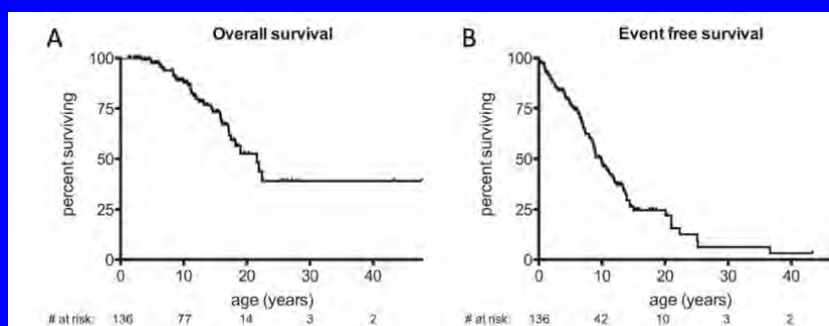 A Overall survival
B Event free survival
percent surviving
100
75
50
25
0
0 10 20 30 40
age (years)
# at risk: 136 77 14 3 2
percent surviving
100
75
50
25
0
0 10 20 30 40
age (years)
# at risk: 136 42 10 3 2